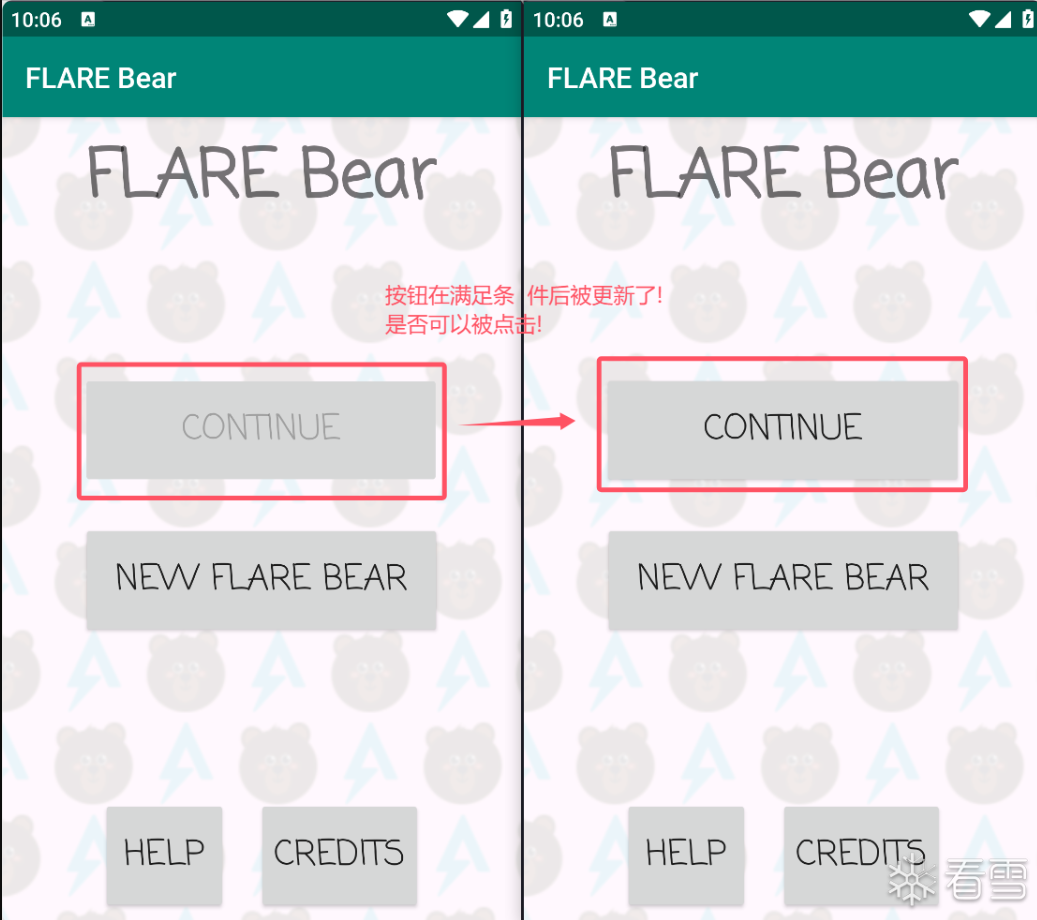 10:06
FLARE Bear
FLARE Bear
CONTINUE
NEW FLARE BEAR
HELP
CREDITS
按钮在满足条 件后被更新了!
是否可以被点击!
10:06
FLARE Bear
FLARE Bear
CONTINUE
NEW FLARE BEAR
HELP
CREDITS
看雪